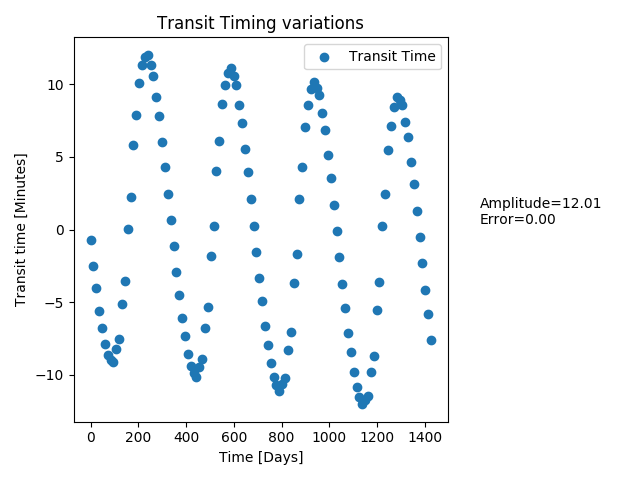 Transit Timing variations
Transit Time
10
5
0
−5
−10
Transit time [Minutes]
0 200 400 600 800 1000 1200 1400
Time [Days]
Amplitude=12.01
Error=0.00